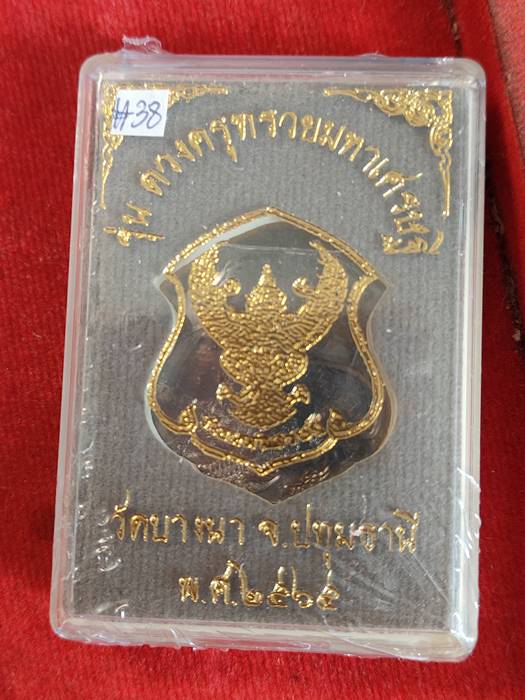 #38
รุ่น ดวงครุฑรวยมหาเศรษฐี
วัดบางนา จ.ปทุมธานี
พ.ศ.๒๕๖๕